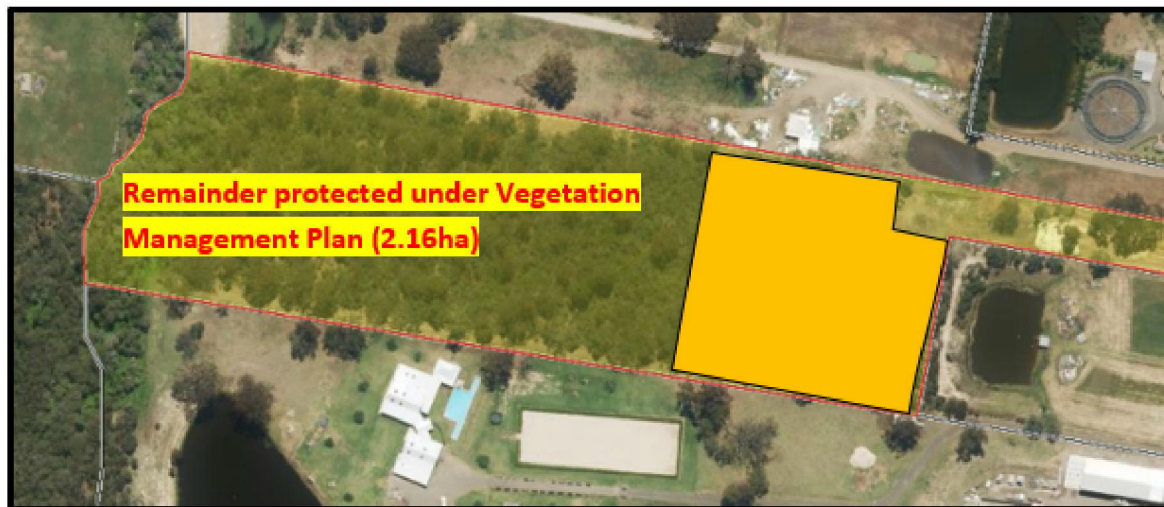 Remainder protected under Vegetation
Management Plan (2.16ha)